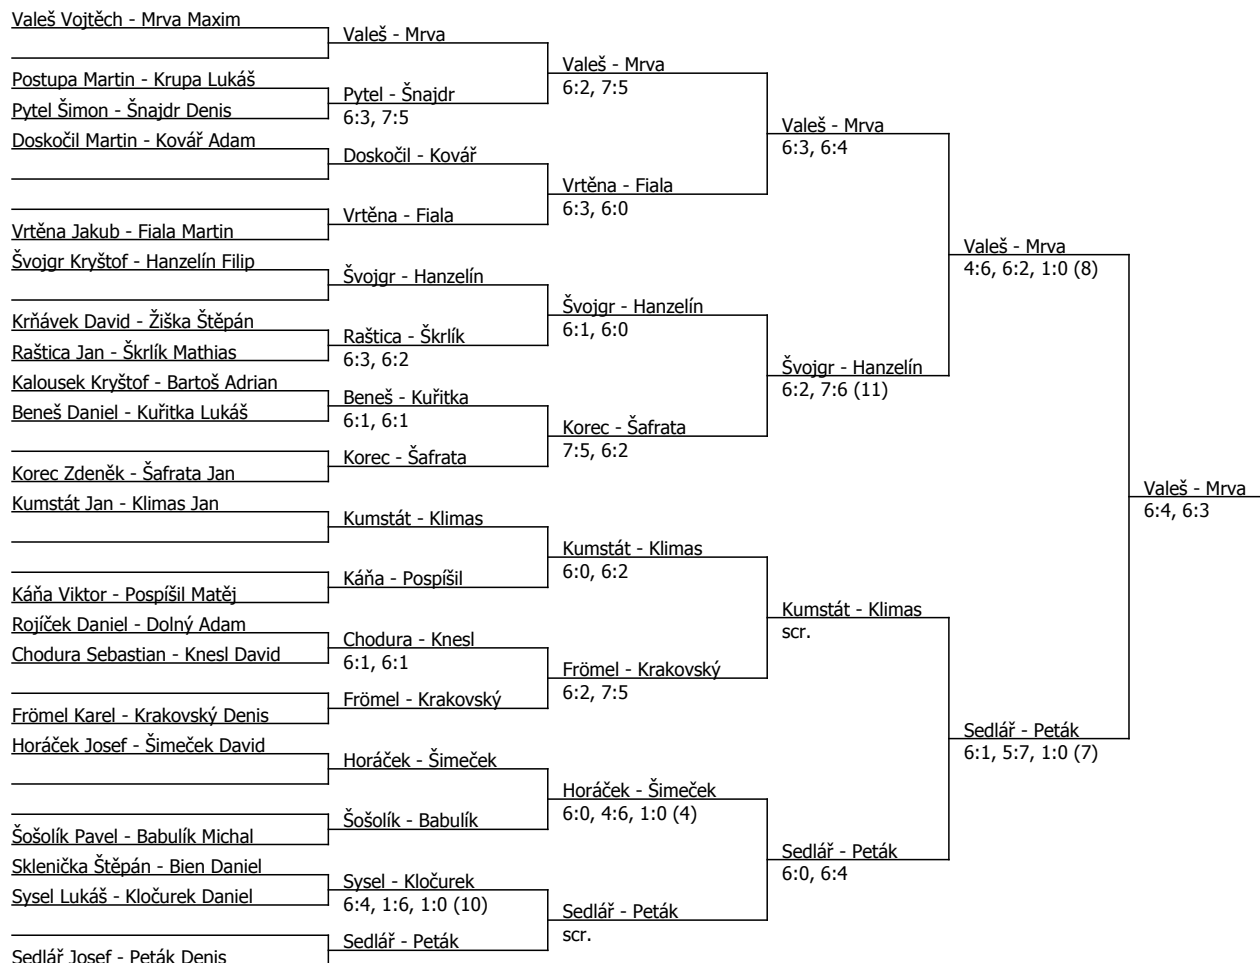 Valeš Vojtěch - Mrva Maxim
Postupa Martin - Krupa Lukáš
Pytel Šimon - Šnajdr Denis
Doskočil Martin - Kovář Adam
Vrtěna Jakub - Fiala Martin
Švojgr Kryštof - Hanzelín Filip
Krňávek David - Žiška Štěpán
Raštica Jan - Škrlík Mathias
Kalousek Kryštof - Bartoš Adrian
Beneš Daniel - Kuřitka Lukáš
Korec Zdeněk - Šafrata Jan
Kumstát Jan - Klimas Jan
Káňa Viktor - Pospíšil Matěj
Rojíček Daniel - Dolný Adam
Chodura Sebastian - Knesl David
Frömel Karel - Krakovský Denis
Horáček Josef - Šimeček David
Šošolík Pavel - Babulík Michal
Sklenička Štěpán - Bien Daniel
Sysel Lukáš - Kločurek Daniel
Sedlář Josef - Peták Denis
Valeš - Mrva
Pytel - Šnajdr
6:3, 7:5
Doskočil - Kovář
Vrtěna - Fiala
Švojgr - Hanzelín
Raštica - Škrlík
6:3, 6:2
Beneš - Kuřitka
6:1, 6:1
Korec - Šafrata
Kumstát - Klimas
Káňa - Pospíšil
Chodura - Knesl
6:1, 6:1
Frömel - Krakovský
Horáček - Šimeček
Šošolík - Babulík
Sysel - Kločurek
6:4, 1:6, 1:0 (10)
Sedlář - Peták
Valeš - Mrva
6:2, 7:5
Vrtěna - Fiala
6:3, 6:0
Švojgr - Hanzelín
6:1, 6:0
Korec - Šafrata
7:5, 6:2
Kumstát - Klimas
6:0, 6:2
Frömel - Krakovský
6:2, 7:5
Horáček - Šimeček
6:0, 4:6, 1:0 (4)
Sedlář - Peták
scr.
Valeš - Mrva
6:3, 6:4
Švojgr - Hanzelín
6:2, 7:6 (11)
Kumstát - Klimas
scr.
Sedlář - Peták
6:0, 6:4
Valeš - Mrva
4:6, 6:2, 1:0 (8)
Sedlář - Peták
6:1, 5:7, 1:0 (7)
Valeš - Mrva
6:4, 6:3